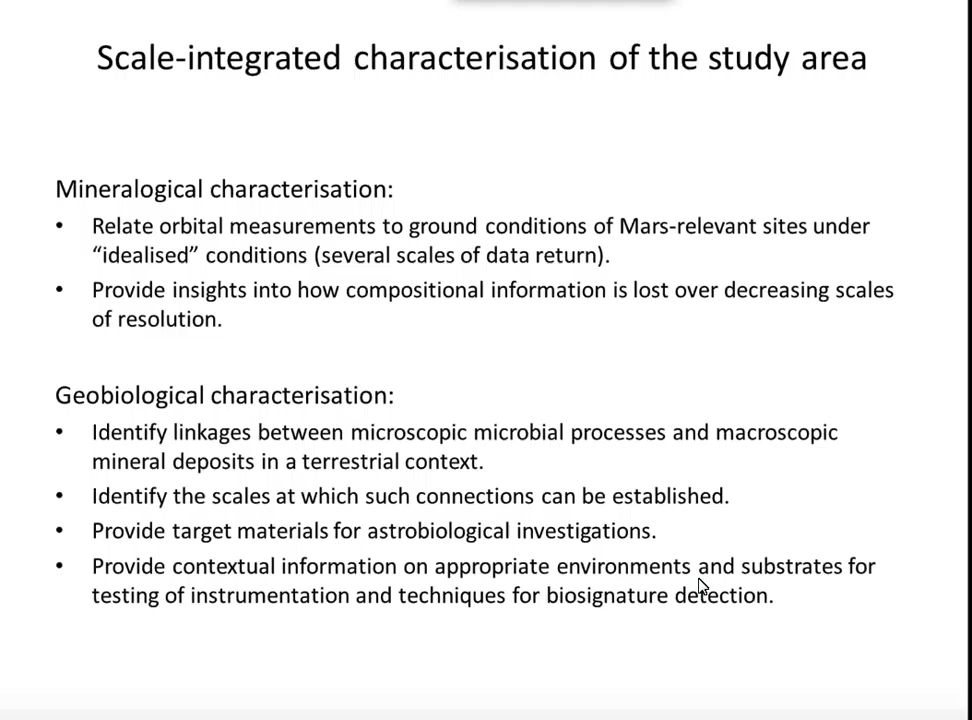 Scale-integrated characterisation of the study area
Mineralogical characterisation:
• Relate orbital measurements to ground conditions of Mars-relevant sites under
“idealised” conditions (several scales of data return).
• Provide insights into how compositional information is lost over decreasing scales
of resolution.
Geobiological characterisation:
• Identify linkages between microscopic microbial processes and macroscopic
mineral deposits in a terrestrial context.
• Identify the scales at which such connections can be established.
• Provide target materials for astrobiological investigations.
• Provide contextual information on appropriate environments and substrates for
testing of instrumentation and techniques for biosignature detection.